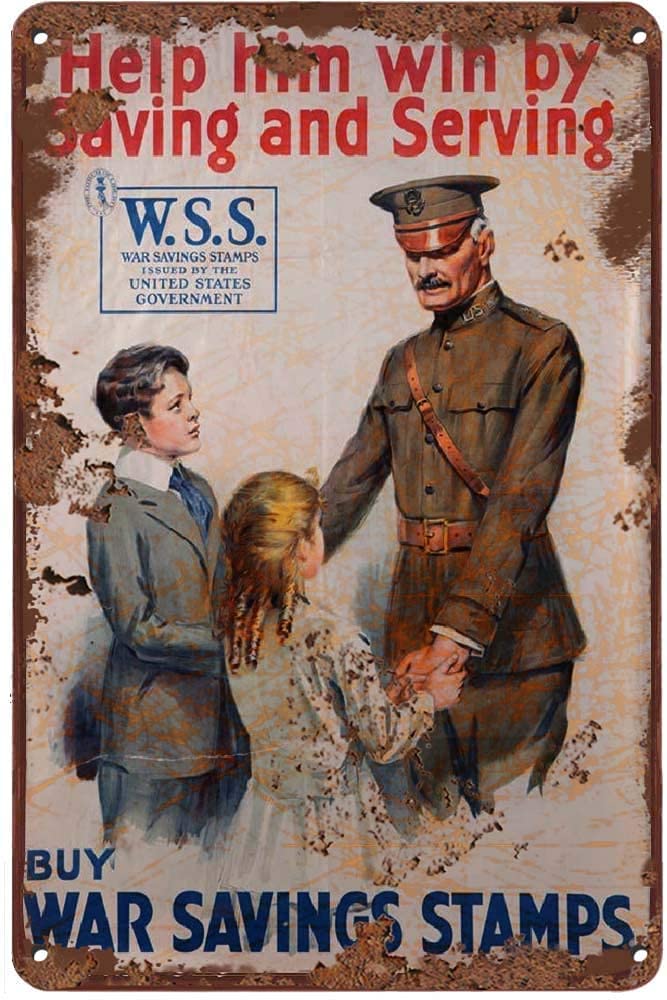 Help him win by
Saving and Serving
W.S.S.
WAR SAVINGS STAMPS
ISSUED BY THE
UNITED STATES
GOVERNMENT
US
BUY
WAR SAVINGS STAMPS